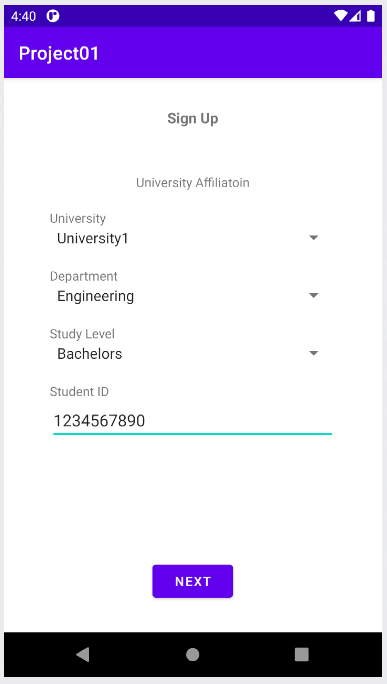 4:40
Project01
Sign Up
University Affiliatoin
University
University1
Department
Engineering
Study Level
Bachelors
Student ID
1234567890
NEXT